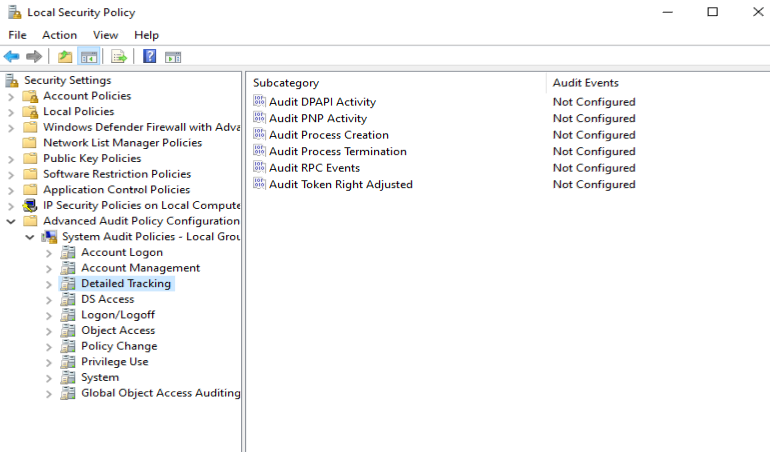 Local Security Policy
File Action View Help
Security Settings
Account Policies
Local Policies
Windows Defender Firewall with Adva
Network List Manager Policies
Public Key Policies
Software Restriction Policies
Application Control Policies
IP Security Policies on Local Compute
Advanced Audit Policy Configuration
System Audit Policies - Local Grou
Account Logon
Account Management
Detailed Tracking
DS Access
Logon/Logoff
Object Access
Policy Change
Privilege Use
System
Global Object Access Auditing
Subcategory Audit Events
Audit DPAPI Activity Not Configured
Audit PNP Activity Not Configured
Audit Process Creation Not Configured
Audit Process Termination Not Configured
Audit RPC Events Not Configured
Audit Token Right Adjusted Not Configured